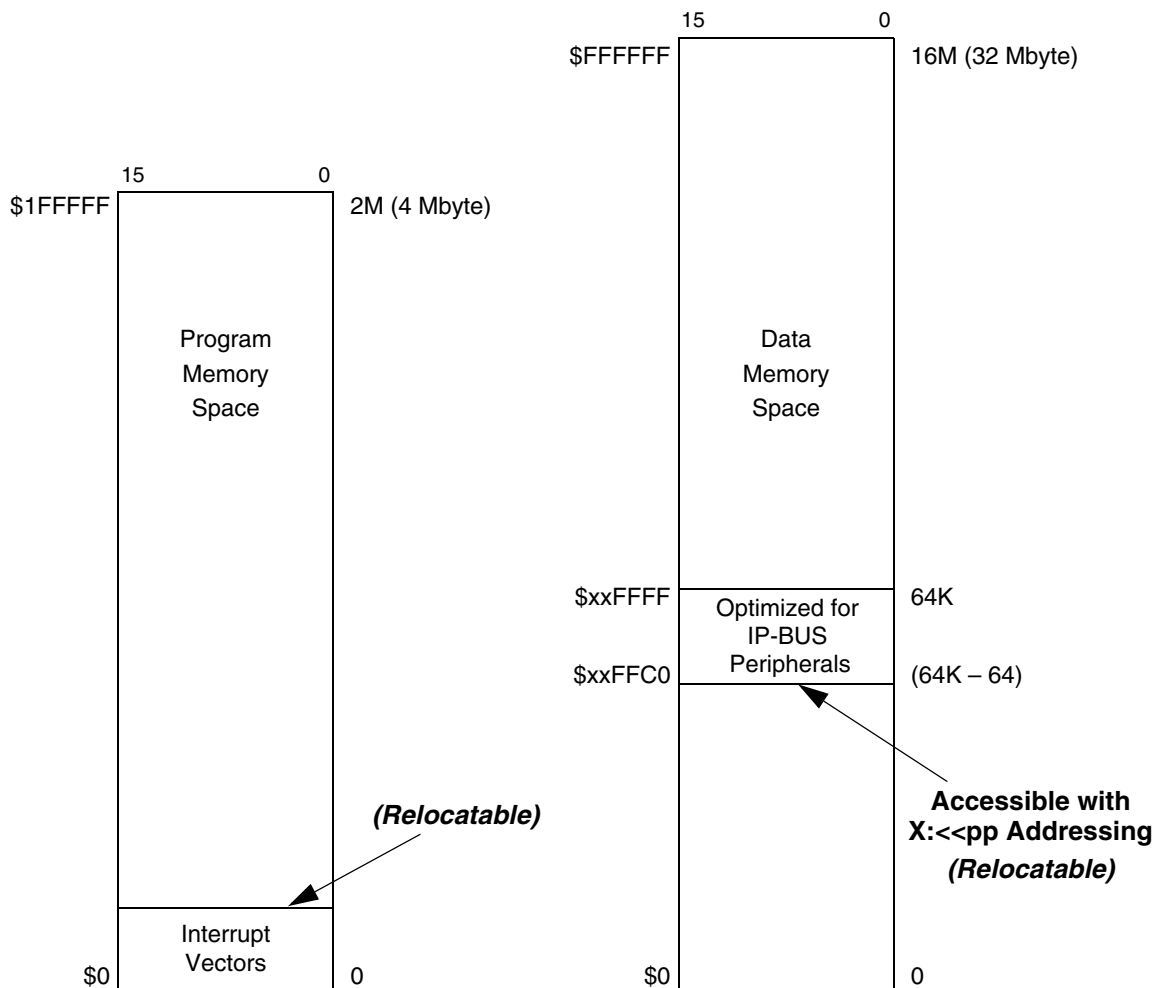 15 0
$1FFFFF
2M (4 Mbyte)
Program
Memory
Space
(Relocatable)
Interrupt
Vectors
$0
0
15 0
$FFFFFF
16M (32 Mbyte)
Data
Memory
Space
$xxFFFF
64K
Optimized for
IP-BUS
Peripherals
$xxFFC0
(64K – 64)
Accessible with
X:<<pp Addressing
(Relocatable)
$0
0